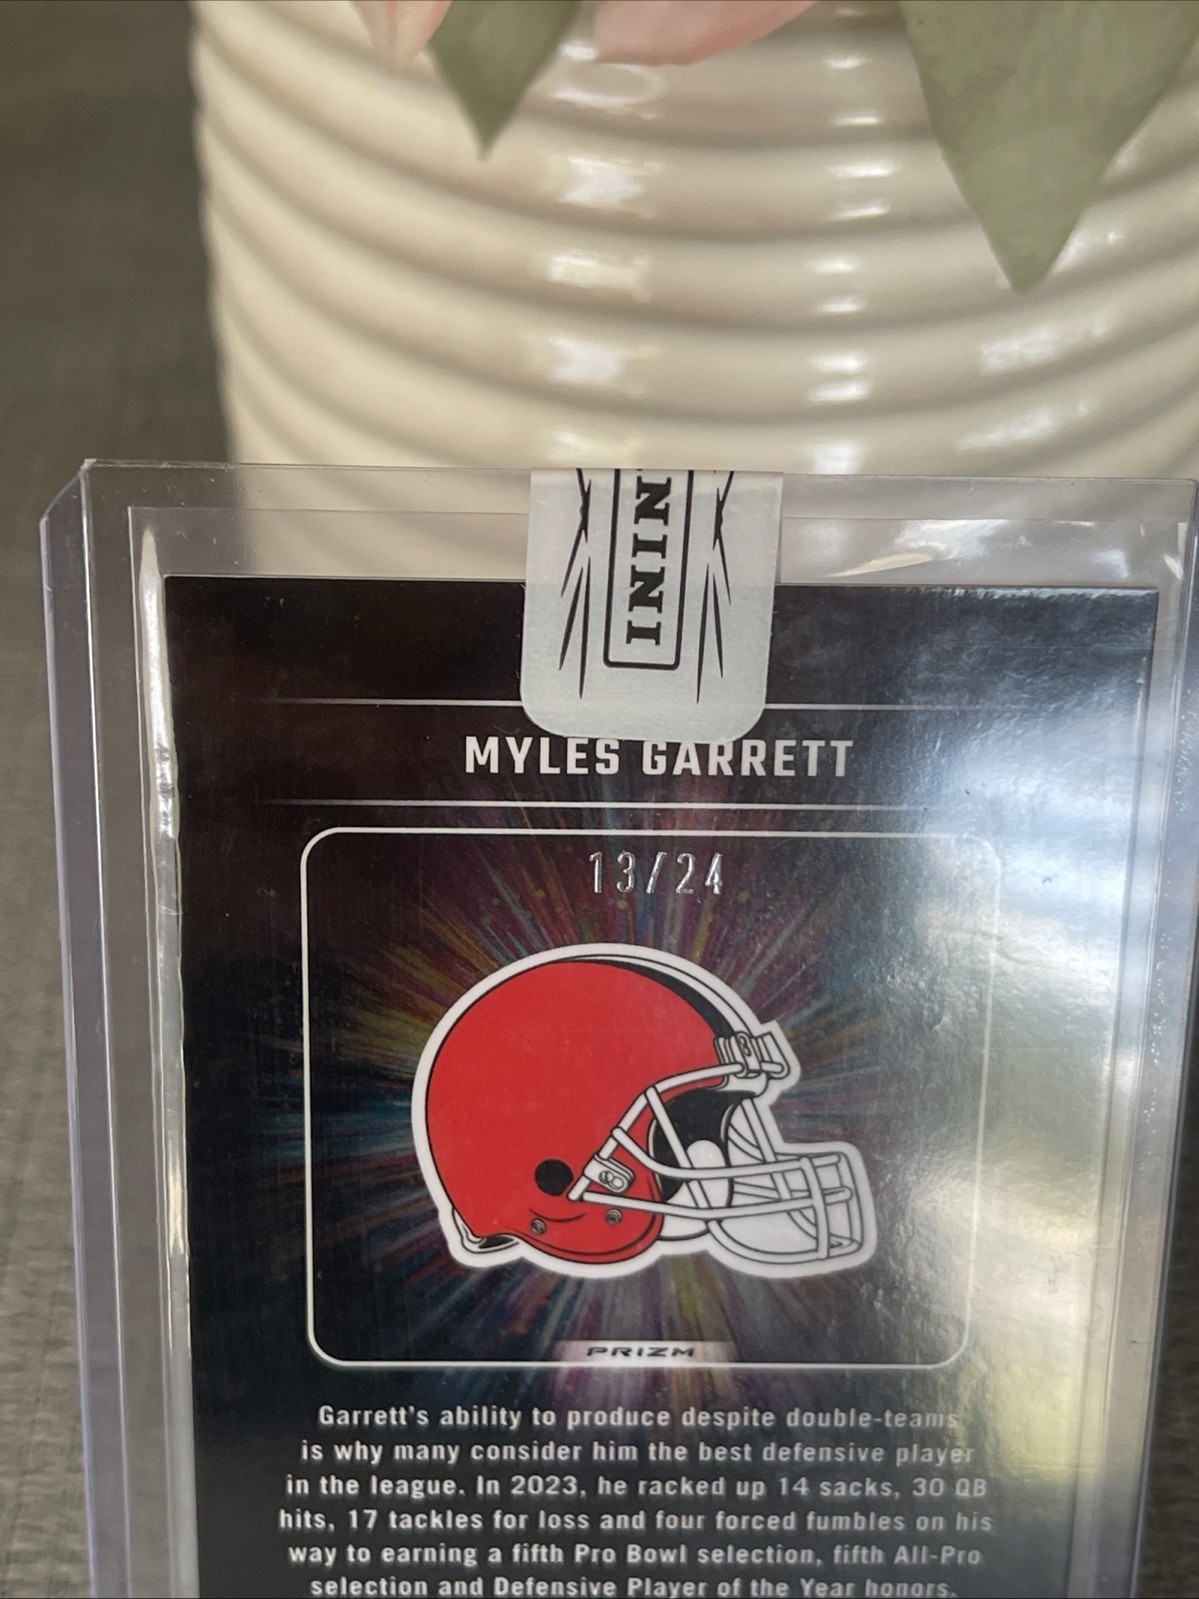 NINI
MYLES GARRETT
13/24
PRIZM
Garrett's ability to produce despite double-teams
is why many consider him the best defensive player
in the league. In 2023, he racked up 14 sacks, 30 QB
hits, 17 tackles for loss and four forced fumbles on his
way to earning a fifth Pro Bowl selection, fifth All-Pro
selection and Defensive Player of the Year honors.